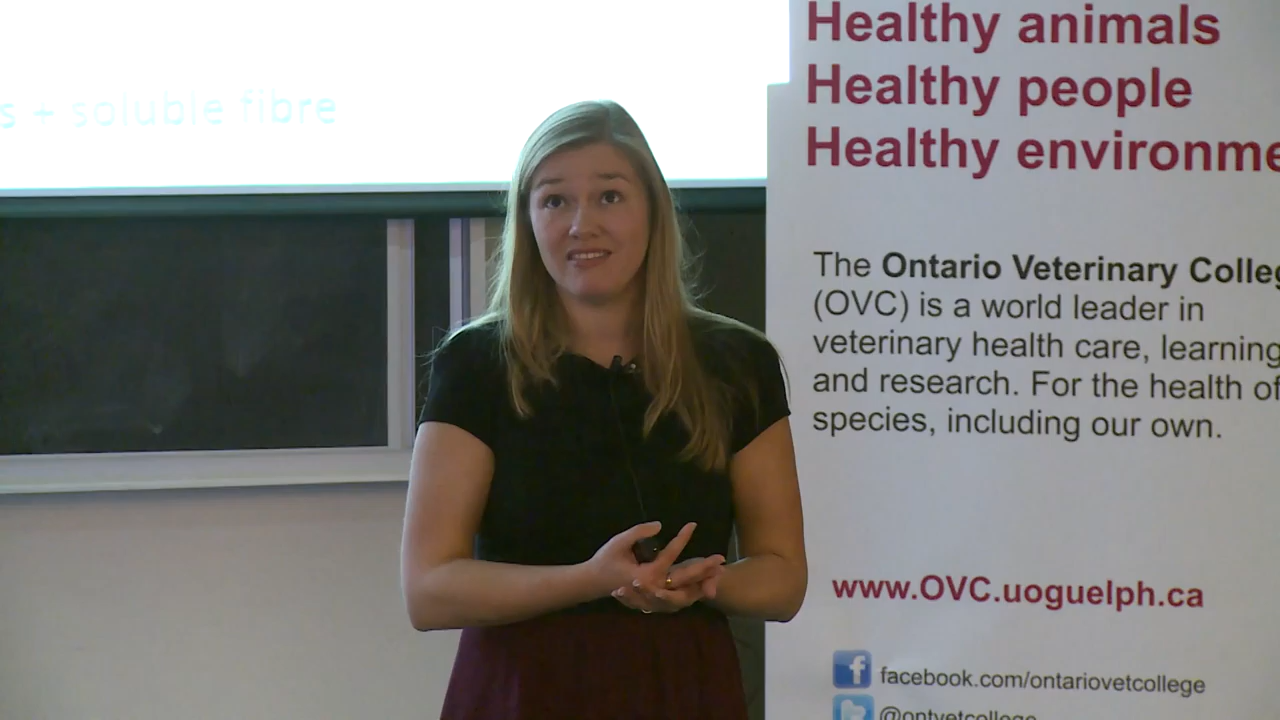 s + soluble fibre
Healthy animals
Healthy people
Healthy environme
The Ontario Veterinary Colleg
(OVC) is a world leader in
veterinary health care, learning
and research. For the health of
species, including our own.
www.OVC.uoguelph.ca
facebook.com/ontariovetcollege
@ontvetcollege